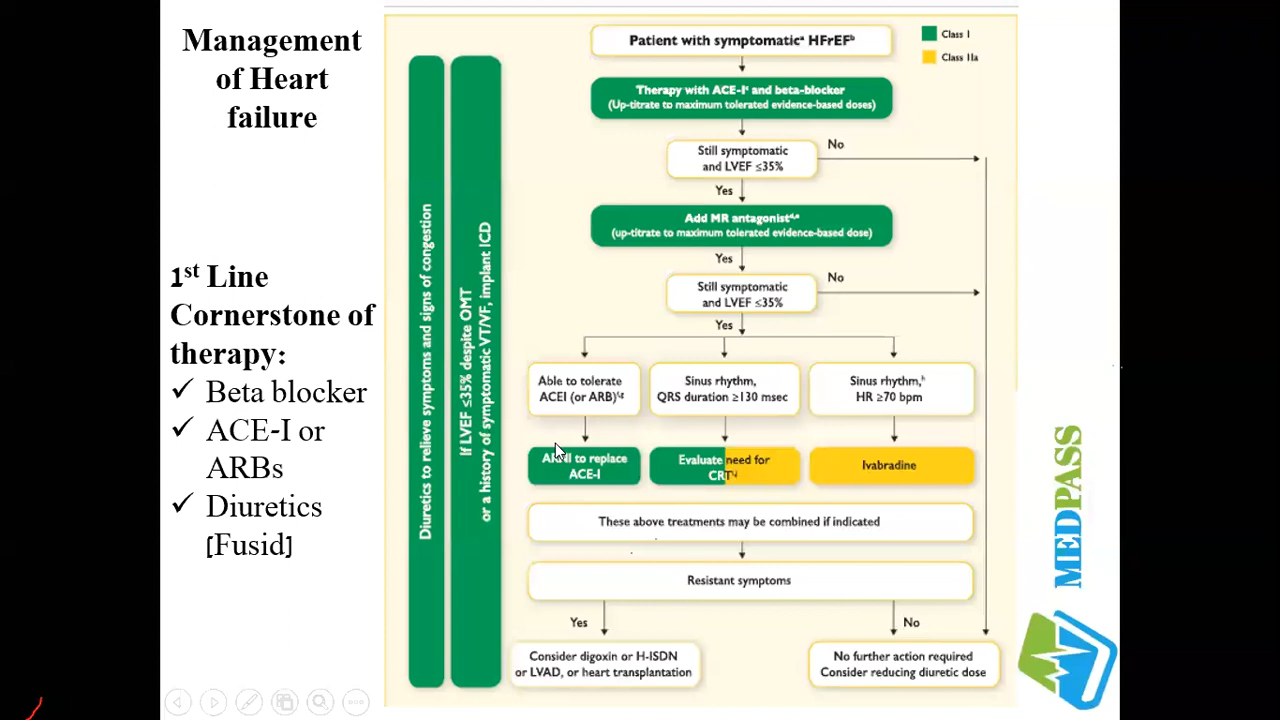 Management
of Heart
failure
1st Line
Cornerstone of
therapy:
✓ Beta blocker
✓ ACE-I or
ARBs
✓ Diuretics
[Fusid]
Diuretics to relieve symptoms and signs of congestion
If LVEF ≤35% despite OMT
or a history of symptomatic VT/VF, implant ICD
Patient with symptomaticᵃ HFrEFᵇ
Class I
Class IIa
Therapy with ACE-Iᶜ and beta-blocker
(Up-titrate to maximum tolerated evidence-based doses)
Still symptomatic
and LVEF ≤35%
No
Yes
Add MR antagonistᵈ,ᵉ
(up-titrate to maximum tolerated evidence-based dose)
Yes
Still symptomatic
and LVEF ≤35%
No
Yes
Able to tolerate
ACEI (or ARB)ᶠ,ᵍ
Sinus rhythm,
QRS duration ≥130 msec
Sinus rhythm,ʰ
HR ≥70 bpm
to replace
ACE-I
Evaluate need for
CRTⁱ,ʲ
Ivabradine
These above treatments may be combined if indicated
Resistant symptoms
Yes
No
Consider digoxin or H-ISDN
or LVAD, or heart transplantation
No further action required
Consider reducing diuretic dose
MEDPASS